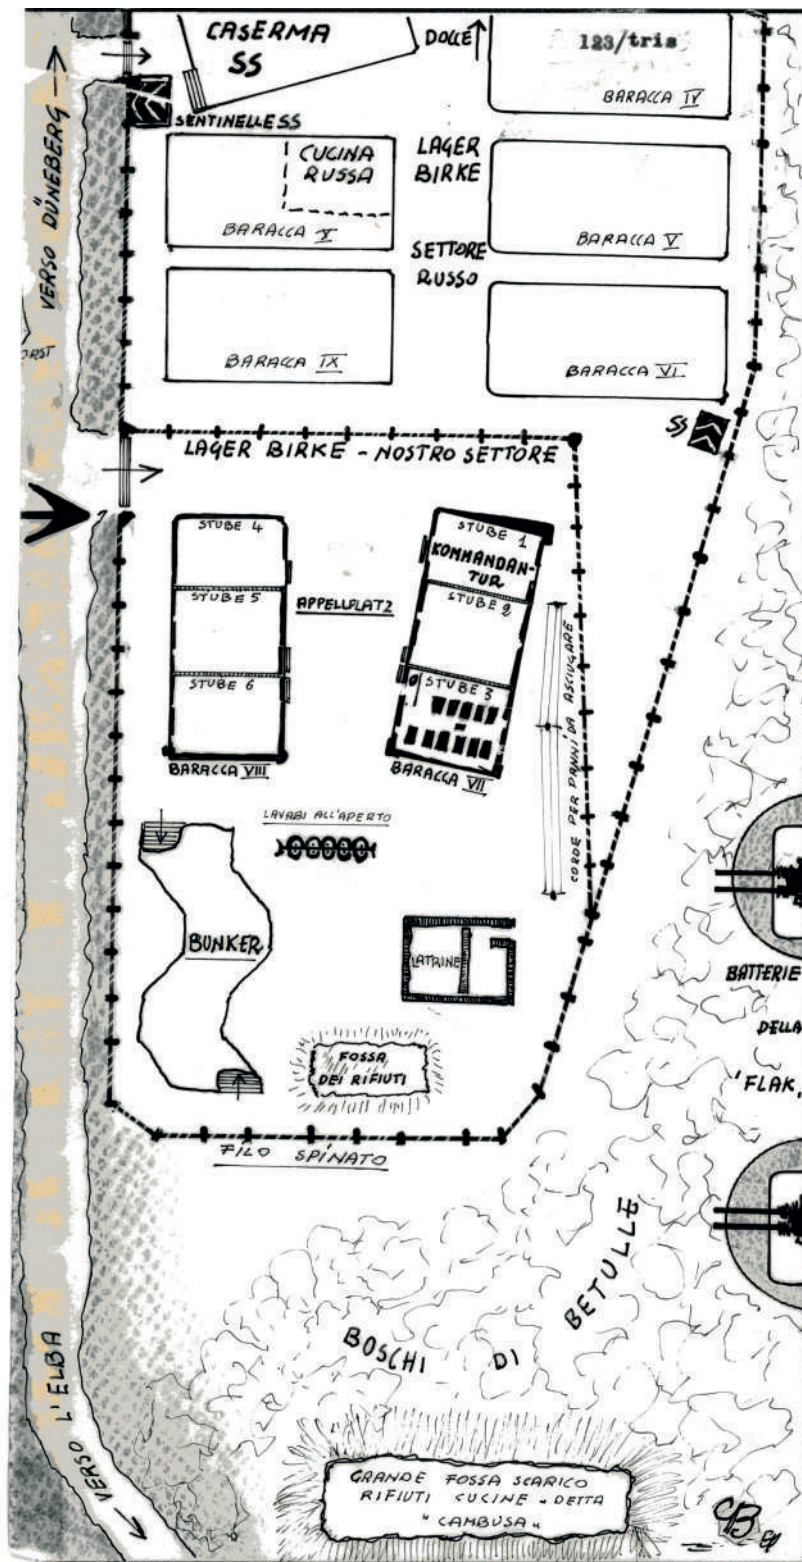 CASERMA
SS
DOCCE
123/tris
BARACCA IV
SENTINELLE SS
VERSO DÜNEBERG
CUCINA
RUSSA
BARACCA X
LAGER
BIRKE
BARACCA V
SETTORE
RUSSO
BARACCA IX
BARACCA VI
SS
LAGER BIRKE - NOSTRO SETTORE
STUBE 4
STUBE 5
STUBE 6
BARACCA VIII
APPELLPLATZ
STUBE 1
KOMMANDAN-
TUR
STUBE 2
STUBE 3
BARACCA VII
CORDE PER PANNI DA ASCIUGARE
LAVABI ALL'APERTO
BUNKER
LATRINE
FOSSA
DEI RIFIUTI
FILO SPINATO
BATTERIE
DELLA
'FLAK,
BOSCHI DI BETULLE
VERSO L'ELBA
GRANDE FOSSA SCARICO
RIFIUTI CUCINE - DETTA
"CAMBUSA"